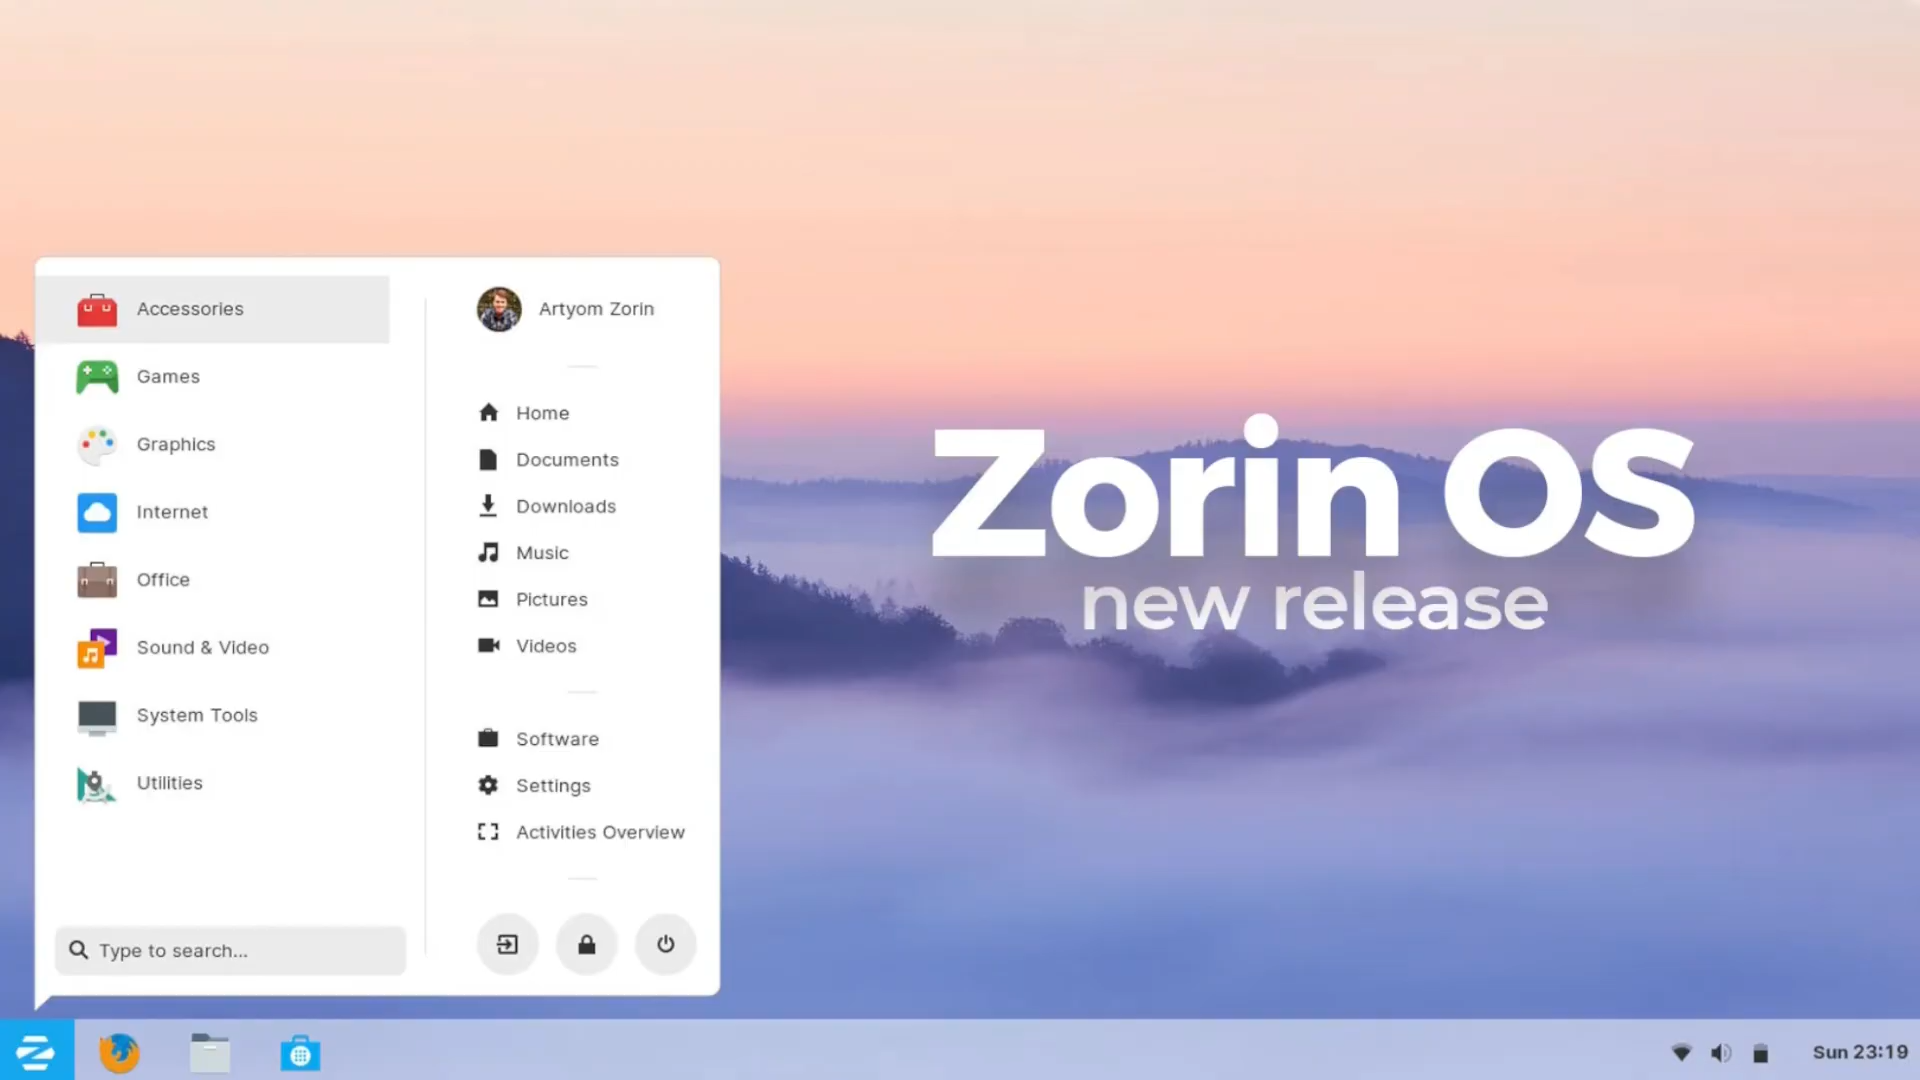 Accessories
Games
Graphics
Internet
Office
Sound & Video
System Tools
Utilities
Type to search...
Artyom Zorin
Home
Documents
Downloads
Music
Pictures
Videos
Software
Settings
Activities Overview
Zorin OS
new release
Sun 23:19